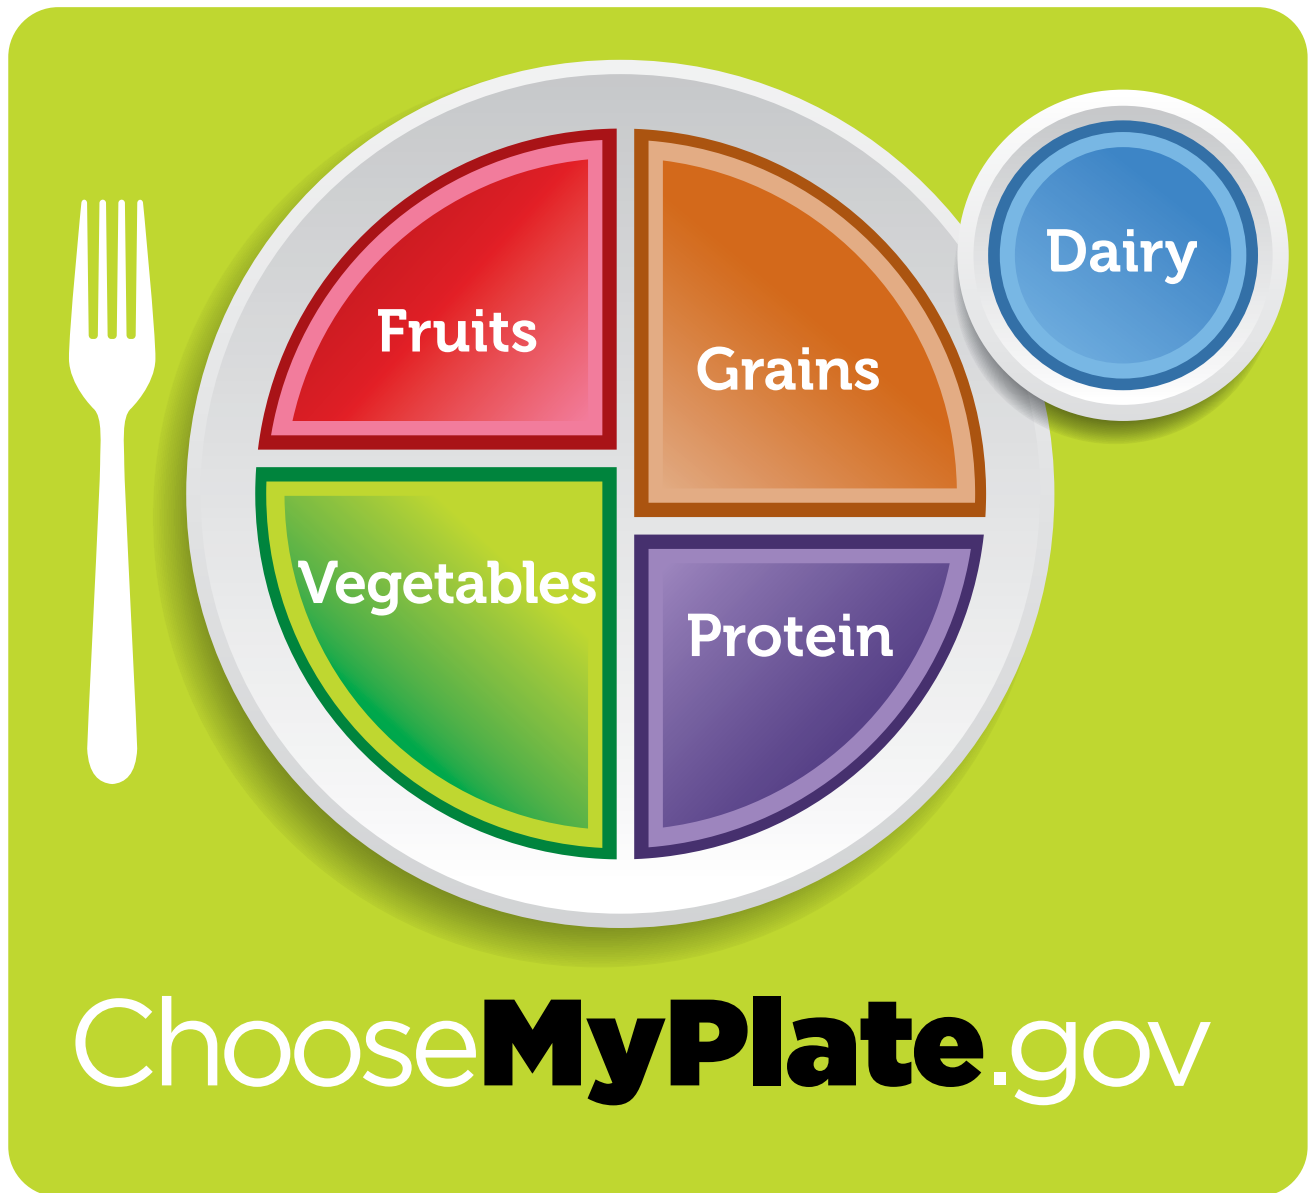 Fruits
Grains
Dairy
Vegetables
Protein
ChooseMyPlate.gov